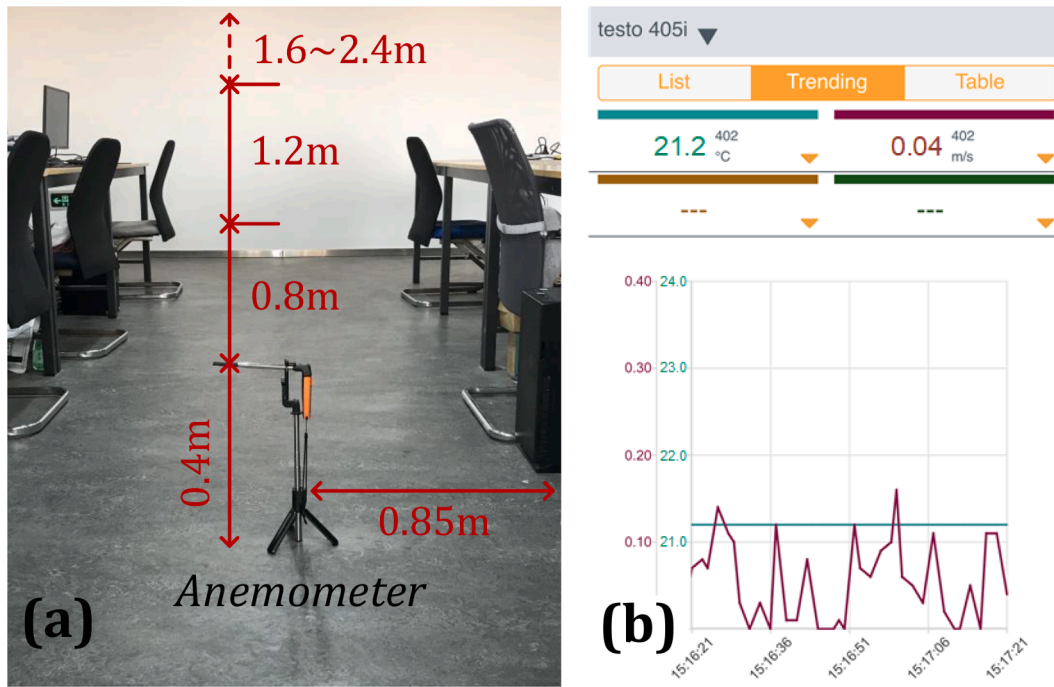 1.6~2.4m
1.2m
0.8m
0.4m
0.85m
Anemometer
(a)
testo 405i
List Trending Table
21.2 402 °C 0.04 402 m/s
--- ---
0.40 24.0
0.30 23.0
0.20 22.0
0.10 21.0
15:16:21 15:16:36 15:16:51 15:17:06 15:17:21
(b)